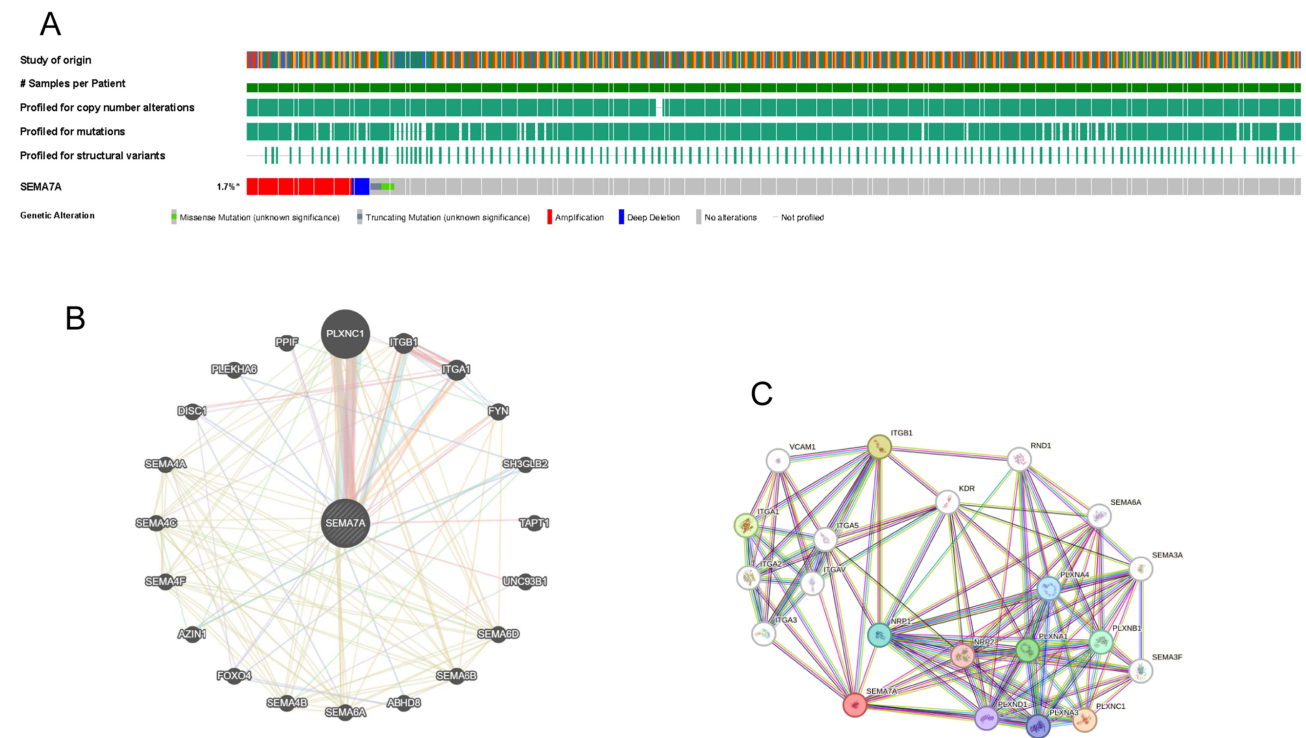 A
Study of origin
# Samples per Patient
Profiled for copy number alterations
Profiled for mutations
Profiled for structural variants
SEMA7A 1.7%*
Genetic Alteration Missense Mutation (unknown significance) Truncating Mutation (unknown significance) Amplification Deep Deletion No alterations Not profiled
B
PLXNC1
PPIF
ITGB1
PLEKHA6
ITGA1
DISC1
FYN
SEMA4A
SH3GLB2
SEMA4C
SEMA7A
TAPT1
SEMA4F
UNC93B1
AZIN1
SEMA6D
FOXO4
SEMA6B
SEMA4B
ABHD8
SEMA6A
C
ITGB1
VCAM1
RND1
KDR
SEMA6A
ITGA1
ITGA5
SEMA3A
ITGA2
ITGAV
PLXNA4
ITGA3
NRP1
PLXNB1
PLXNA1
NRP2
SEMA3F
SEMA7A
PLXND1
PLXNA3
PLXNC1